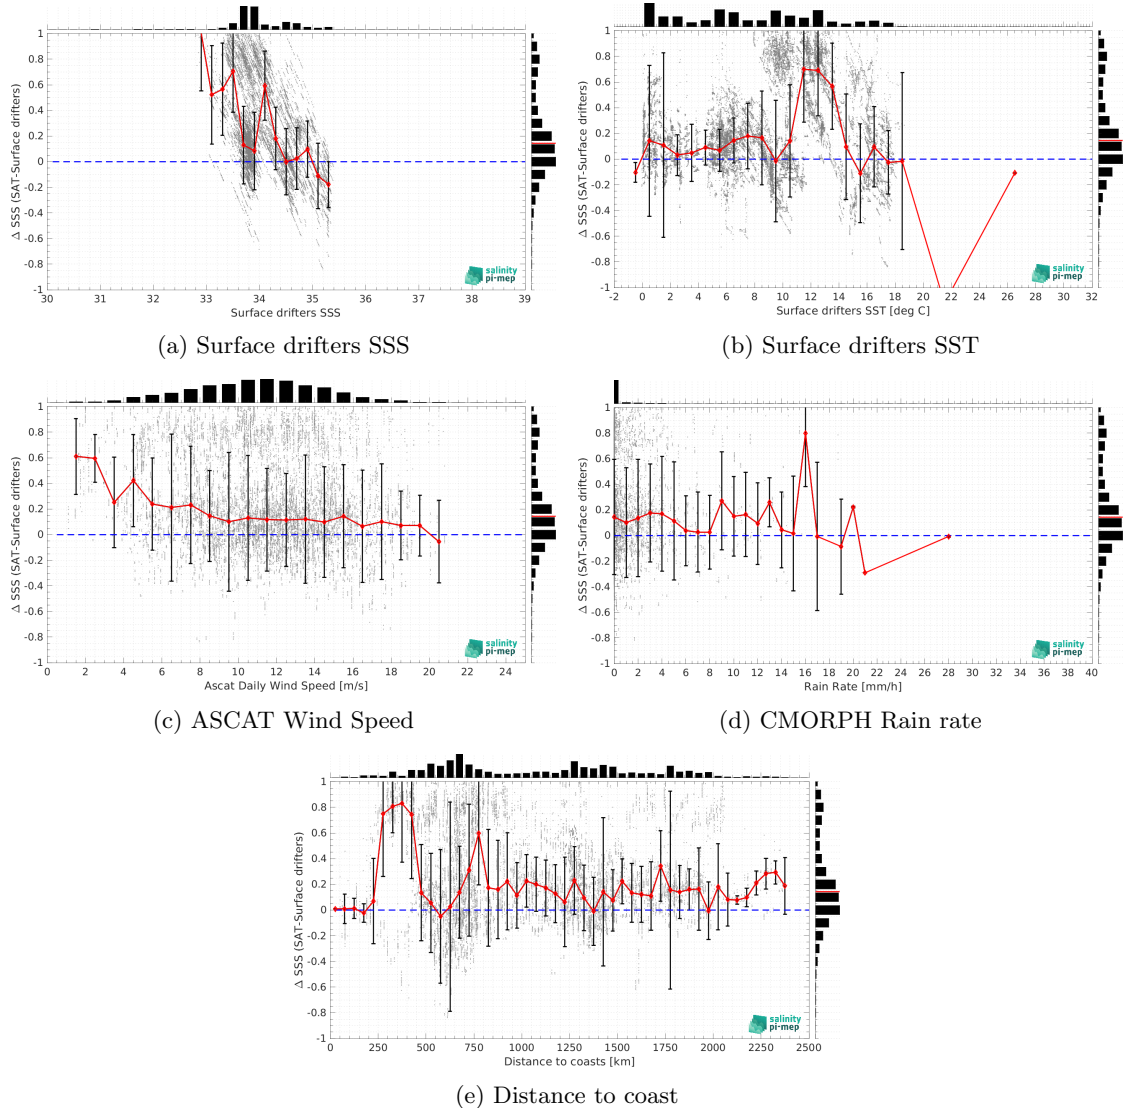 Δ SSS (SAT-Surface drifters)
1
0.8
0.6
0.4
0.2
0
-0.2
-0.4
-0.6
-0.8
-1
30 31 32 33 34 35 36 37 38 39
Surface drifters SSS
salinity
pi-mep
(a) Surface drifters SSS
Δ SSS (SAT-Surface drifters)
1
0.8
0.6
0.4
0.2
0
-0.2
-0.4
-0.6
-0.8
-1
-2 0 2 4 6 8 10 12 14 16 18 20 22 24 26 28 30 32
Surface drifters SST [deg C]
salinity
pi-mep
(b) Surface drifters SST
Δ SSS (SAT-Surface drifters)
1
0.8
0.6
0.4
0.2
0
-0.2
-0.4
-0.6
-0.8
-1
0 2 4 6 8 10 12 14 16 18 20 22 24
Ascat Daily Wind Speed [m/s]
salinity
pi-mep
(c) ASCAT Wind Speed
Δ SSS (SAT-Surface drifters)
1
0.8
0.6
0.4
0.2
0
-0.2
-0.4
-0.6
-0.8
-1
0 2 4 6 8 10 12 14 16 18 20 22 24 26 28 30 32 34 36 38 40
Rain Rate [mm/h]
salinity
pi-mep
(d) CMORPH Rain rate
Δ SSS (SAT-Surface drifters)
1
0.8
0.6
0.4
0.2
0
-0.2
-0.4
-0.6
-0.8
-1
0 250 500 750 1000 1250 1500 1750 2000 2250 2500
Distance to coasts [km]
salinity
pi-mep
(e) Distance to coast